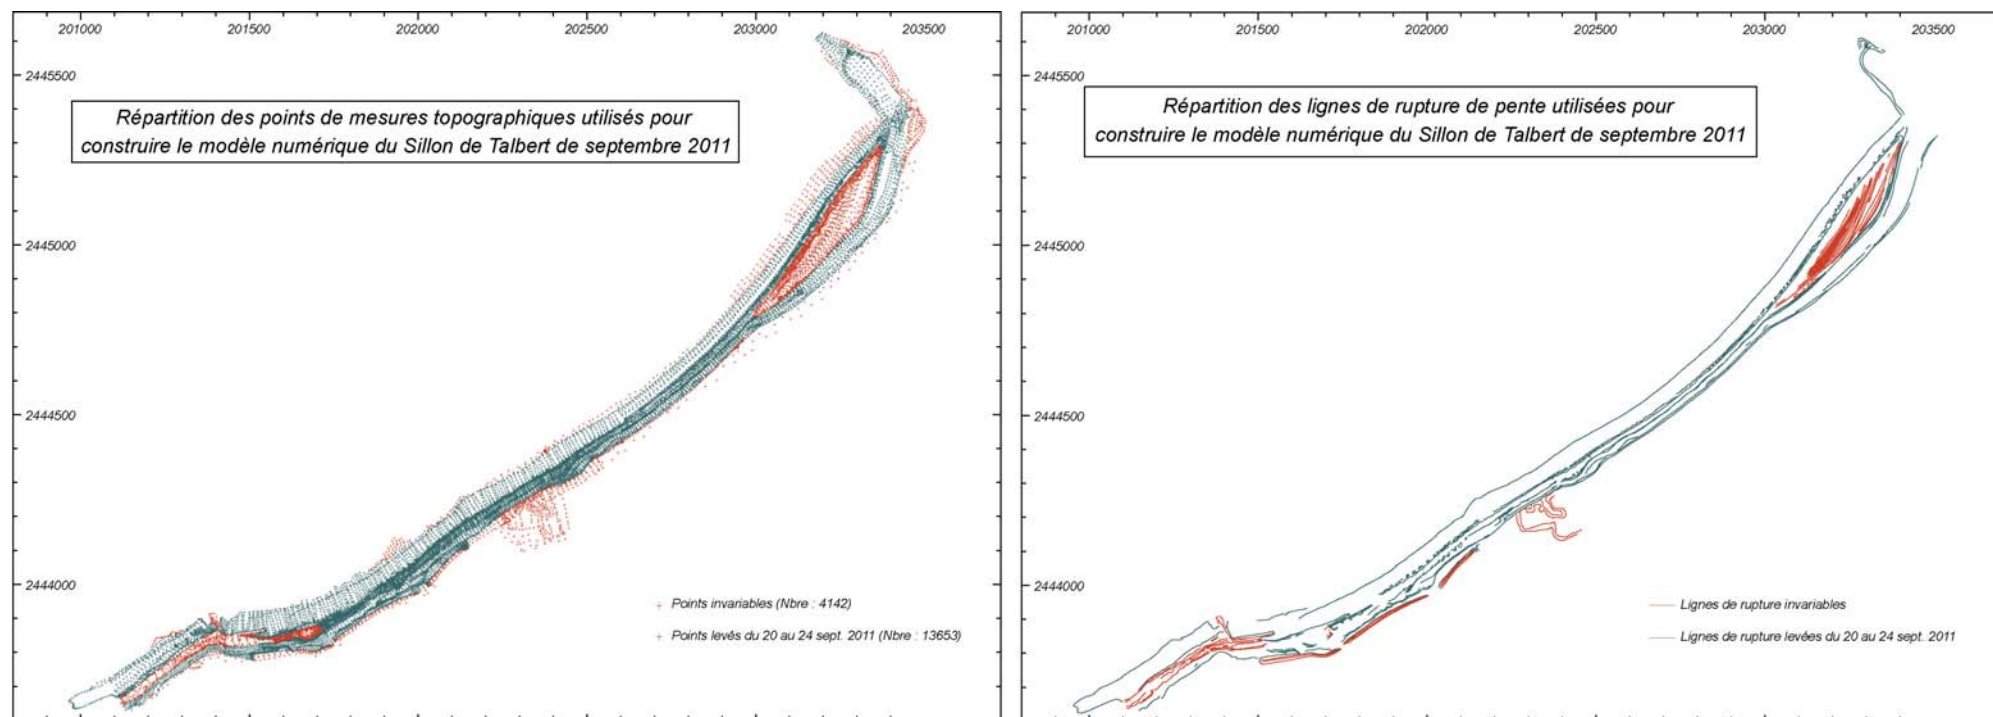 201000 201500 202000 202500 203000 203500
2445500
Répartition des points de mesures topographiques utilisés pour
construire le modèle numérique du Sillon de Talbert de septembre 2011
2445000
2444500
2444000
Points invariables (Nbre : 4142)
Points levés du 20 au 24 sept. 2011 (Nbre : 13653)
201000 201500 202000 202500 203000 203500
2445500
Répartition des lignes de rupture de pente utilisées pour
construire le modèle numérique du Sillon de Talbert de septembre 2011
2445000
2444500
2444000
Lignes de rupture invariables
Lignes de rupture levées du 20 au 24 sept. 2011